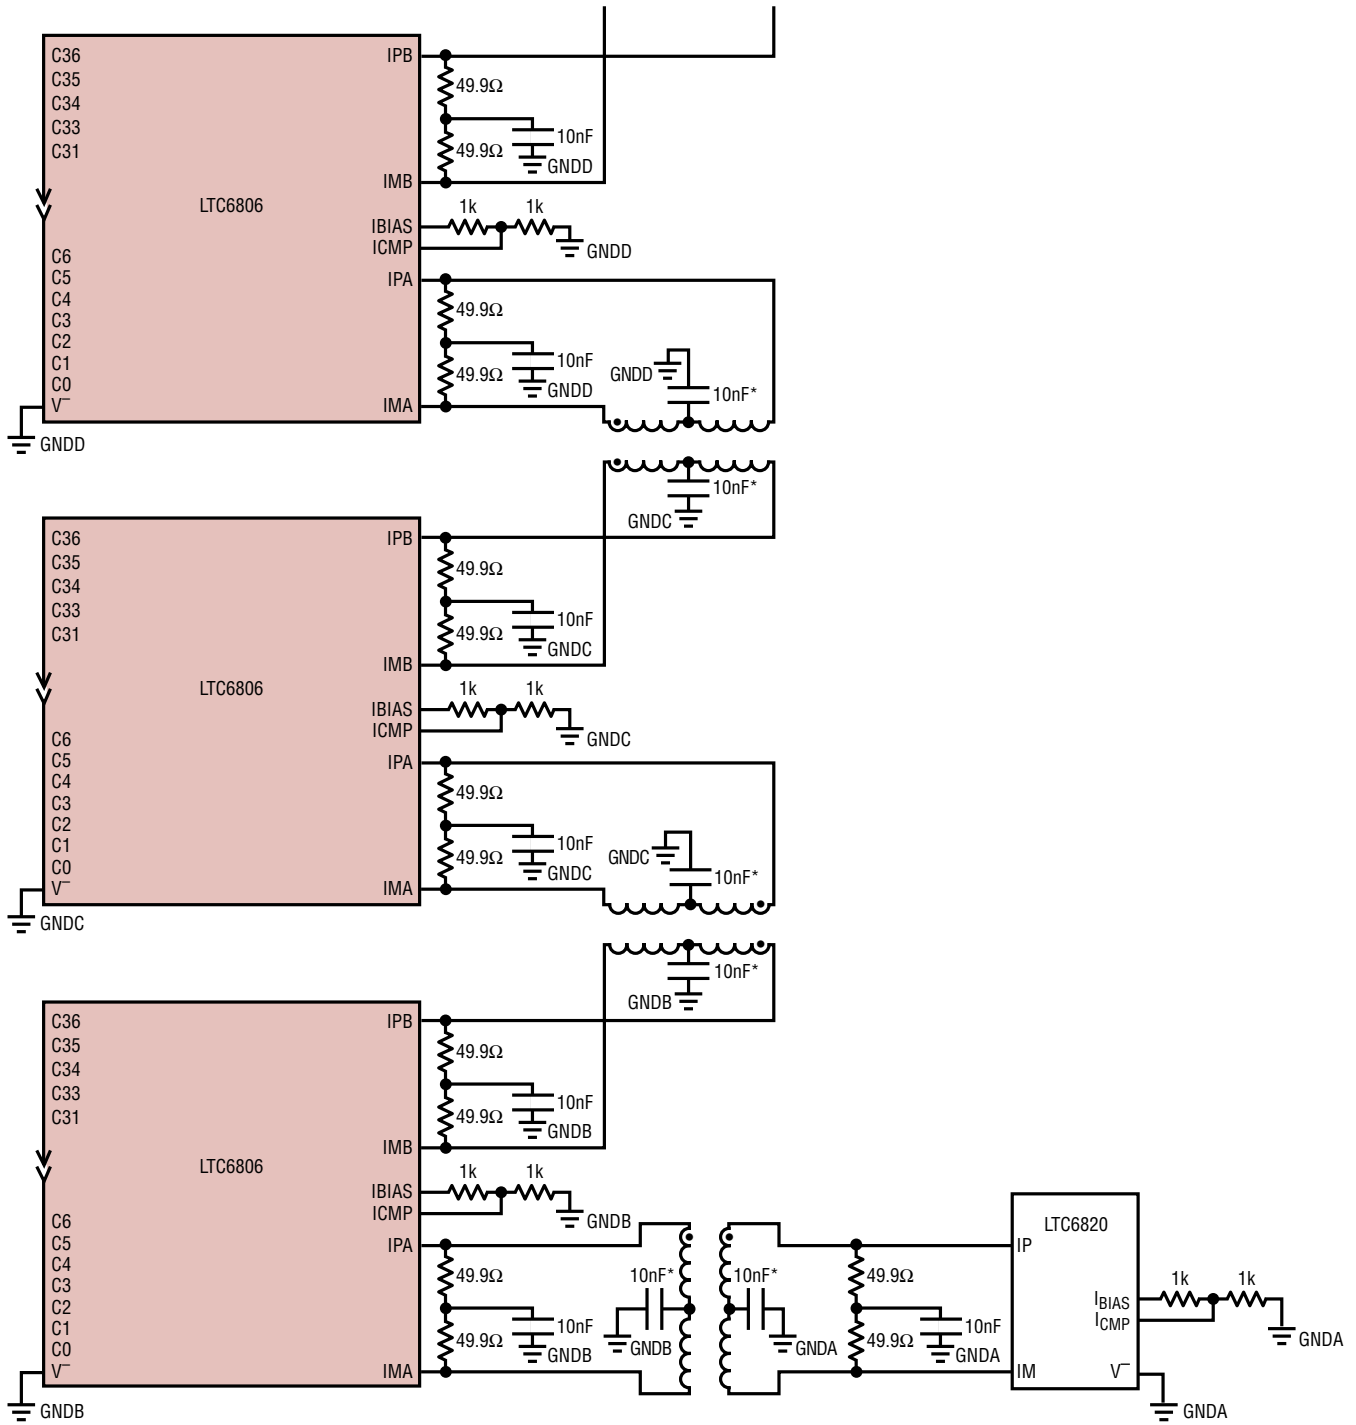 C36
C35
C34
C33
C31
LTC6806
C6
C5
C4
C3
C2
C1
C0
V–
GNDD
IPB
49.9Ω
10nF
49.9Ω
GNDD
IMB
1k 1k
IBIAS
ICMP
GNDD
IPA
49.9Ω
10nF
49.9Ω
GNDD
IMA
GNDD
10nF*
10nF*
GNDC
C36
C35
C34
C33
C31
LTC6806
C6
C5
C4
C3
C2
C1
C0
V–
GNDC
IPB
49.9Ω
10nF
49.9Ω
GNDC
IMB
1k 1k
IBIAS
ICMP
GNDC
IPA
49.9Ω
10nF
49.9Ω
GNDC
IMA
GNDC
10nF*
10nF*
GNDB
C36
C35
C34
C33
C31
LTC6806
C6
C5
C4
C3
C2
C1
C0
V–
GNDB
IPB
49.9Ω
10nF
49.9Ω
GNDB
IMB
1k 1k
IBIAS
ICMP
GNDB
IPA
49.9Ω
10nF
49.9Ω
GNDB
IMA
10nF*
GNDB
10nF*
GNDA
49.9Ω
10nF
49.9Ω
GNDA
LTC6820
IP
IBIAS
ICMP
IM
V–
1k 1k
GNDA
GNDA